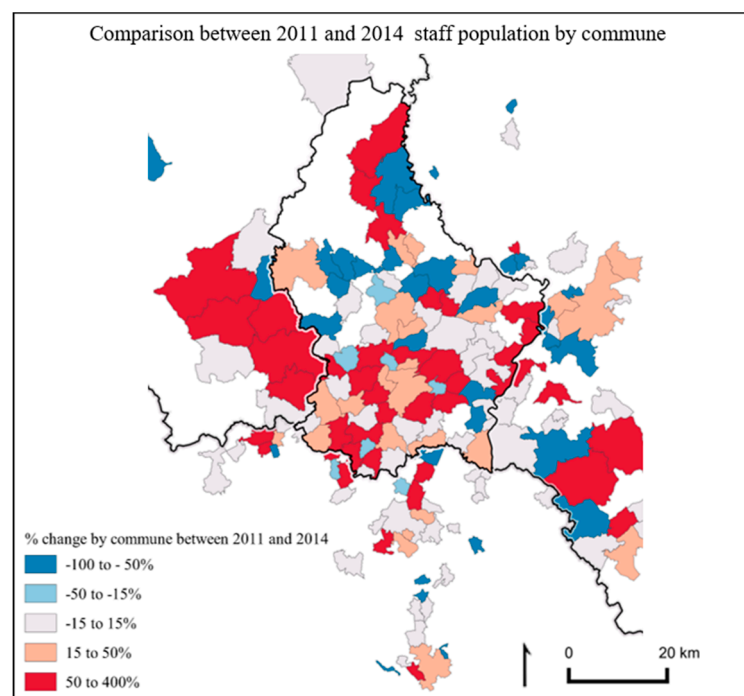 Comparison between 2011 and 2014 staff population by commune
% change by commune between 2011 and 2014
-100 to - 50%
-50 to -15%
-15 to 15%
15 to 50%
50 to 400%
0 20 km